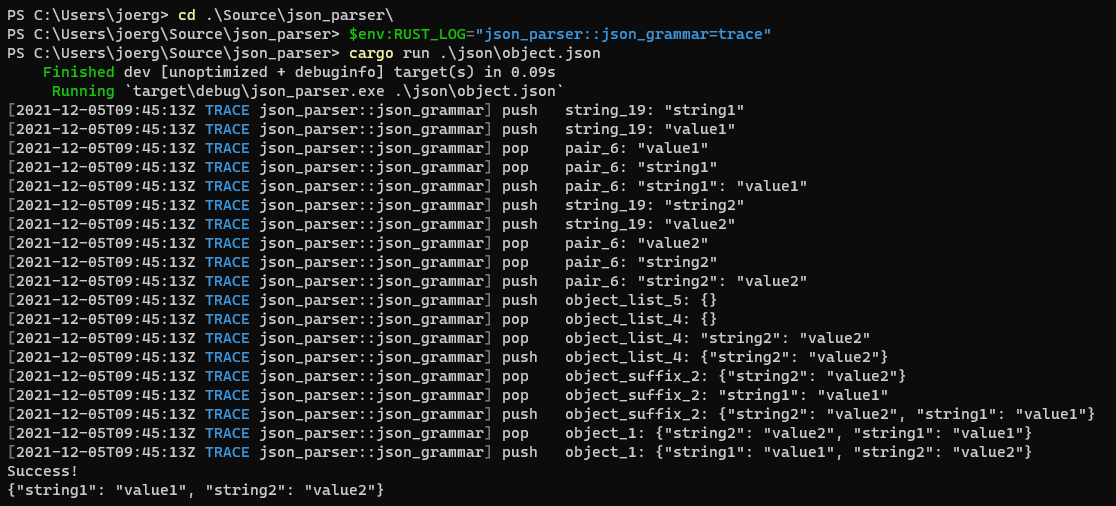 PS C:\Users\joerg> cd .\Source\json_parser\
PS C:\Users\joerg\Source\json_parser> $env:RUST_LOG="json_parser::json_grammar=trace"
PS C:\Users\joerg\Source\json_parser> cargo run .\json\object.json
    Finished dev [unoptimized + debuginfo] target(s) in 0.09s
     Running `target\debug\json_parser.exe .\json\object.json`
[2021-12-05T09:45:13Z TRACE json_parser::json_grammar] push   string_19: "string1"
[2021-12-05T09:45:13Z TRACE json_parser::json_grammar] push   string_19: "value1"
[2021-12-05T09:45:13Z TRACE json_parser::json_grammar] pop    pair_6: "value1"
[2021-12-05T09:45:13Z TRACE json_parser::json_grammar] pop    pair_6: "string1"
[2021-12-05T09:45:13Z TRACE json_parser::json_grammar] push   pair_6: "string1": "value1"
[2021-12-05T09:45:13Z TRACE json_parser::json_grammar] push   string_19: "string2"
[2021-12-05T09:45:13Z TRACE json_parser::json_grammar] push   string_19: "value2"
[2021-12-05T09:45:13Z TRACE json_parser::json_grammar] pop    pair_6: "value2"
[2021-12-05T09:45:13Z TRACE json_parser::json_grammar] pop    pair_6: "string2"
[2021-12-05T09:45:13Z TRACE json_parser::json_grammar] push   pair_6: "string2": "value2"
[2021-12-05T09:45:13Z TRACE json_parser::json_grammar] push   object_list_5: {}
[2021-12-05T09:45:13Z TRACE json_parser::json_grammar] pop    object_list_4: {}
[2021-12-05T09:45:13Z TRACE json_parser::json_grammar] pop    object_list_4: "string2": "value2"
[2021-12-05T09:45:13Z TRACE json_parser::json_grammar] push   object_list_4: {"string2": "value2"}
[2021-12-05T09:45:13Z TRACE json_parser::json_grammar] pop    object_suffix_2: {"string2": "value2"}
[2021-12-05T09:45:13Z TRACE json_parser::json_grammar] pop    object_suffix_2: "string1": "value1"
[2021-12-05T09:45:13Z TRACE json_parser::json_grammar] push   object_suffix_2: {"string2": "value2", "string1": "value1"}
[2021-12-05T09:45:13Z TRACE json_parser::json_grammar] pop    object_1: {"string2": "value2", "string1": "value1"}
[2021-12-05T09:45:13Z TRACE json_parser::json_grammar] push   object_1: {"string1": "value1", "string2": "value2"}
Success!
{"string1": "value1", "string2": "value2"}